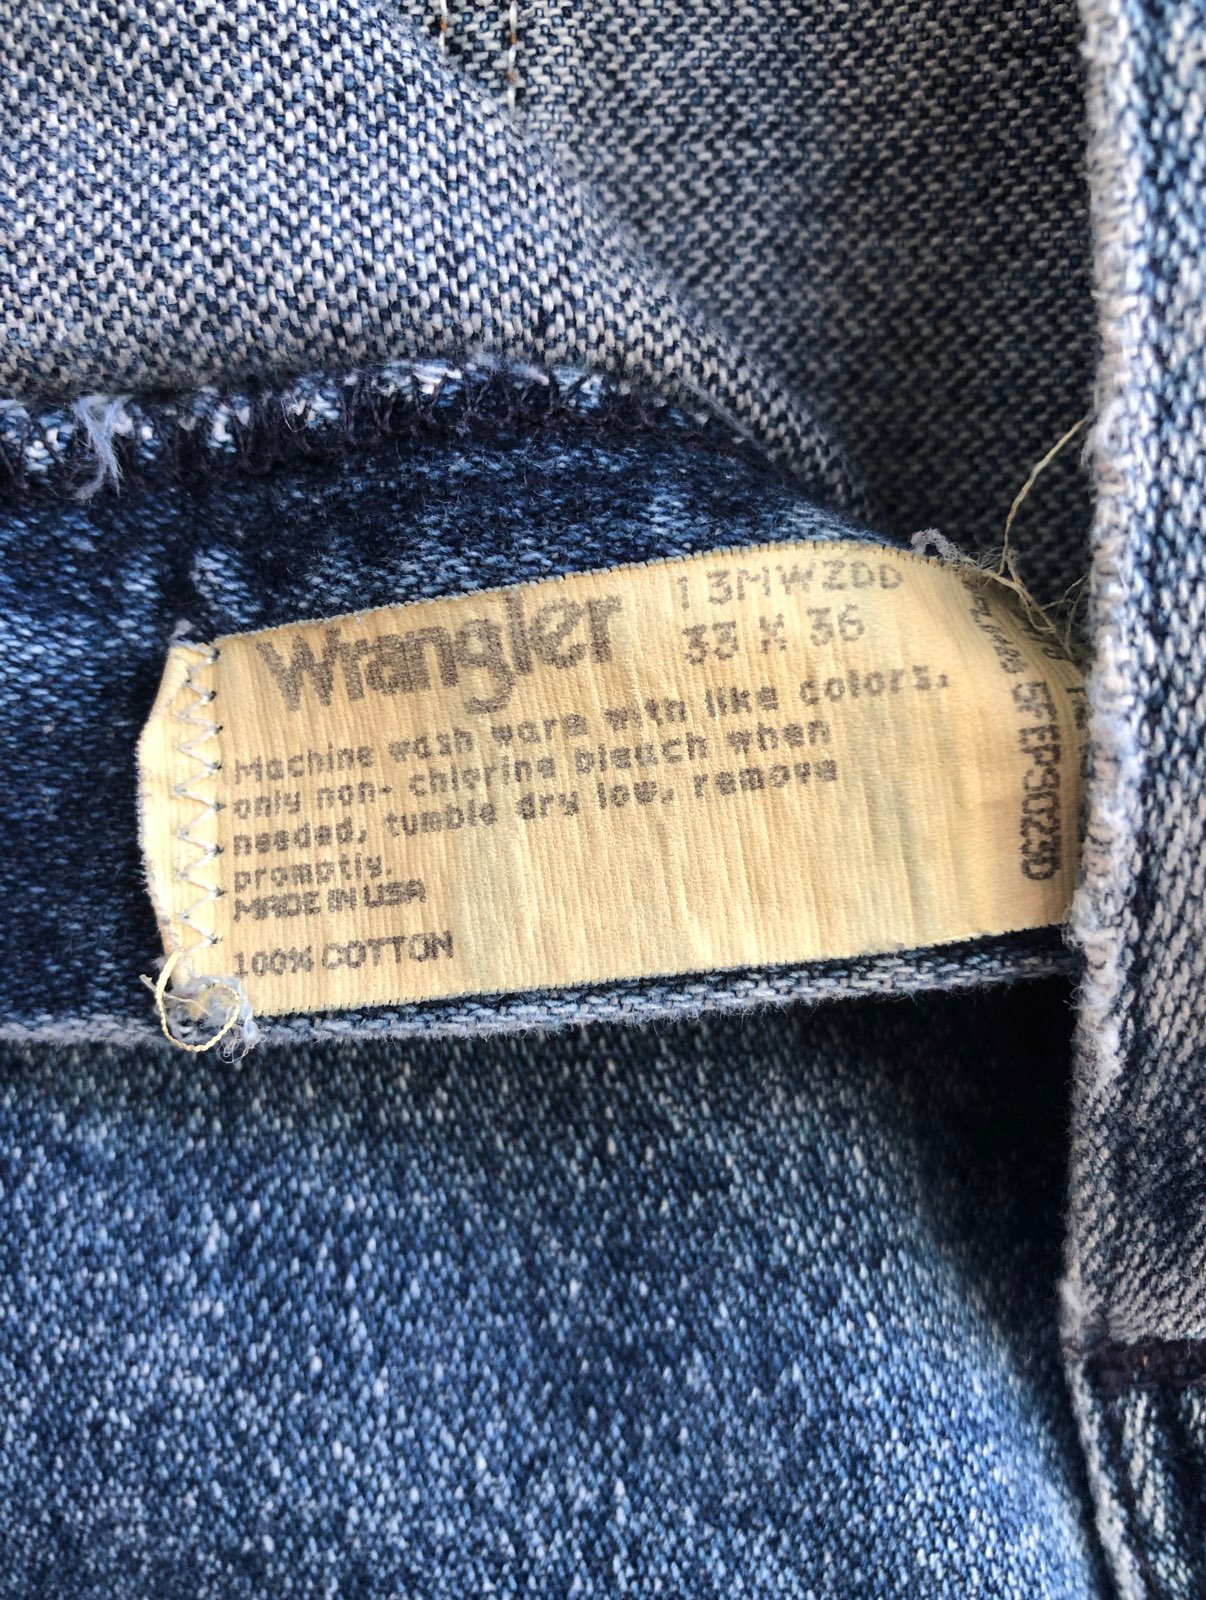 Wrangler
13MWZDD
33 X 36
Machine wash warm with like colors.
only non- chlorine bleach when
needed, tumble dry low, remove
promptly.
MADE IN USA
100% COTTON
5FEP30023D